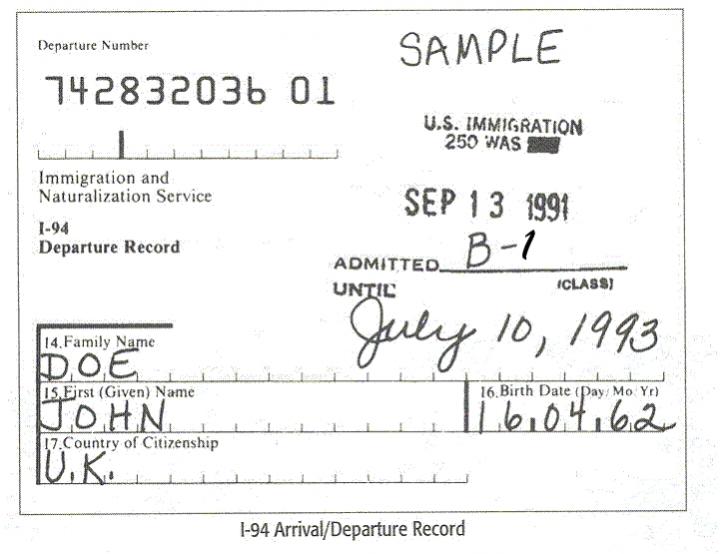 Departure Number
SAMPLE
742832036 01
U.S. IMMIGRATION
250 WAS
Immigration and
Naturalization Service
SEP 13 1991
I-94
Departure Record
ADMITTED B-1
UNTIL (CLASS)
July 10, 1993
14. Family Name
DOE
15. First (Given) Name
16. Birth Date (Day/Mo/Yr)
JOHN
16,04,62
17. Country of Citizenship
U.K.
I-94 Arrival/Departure Record